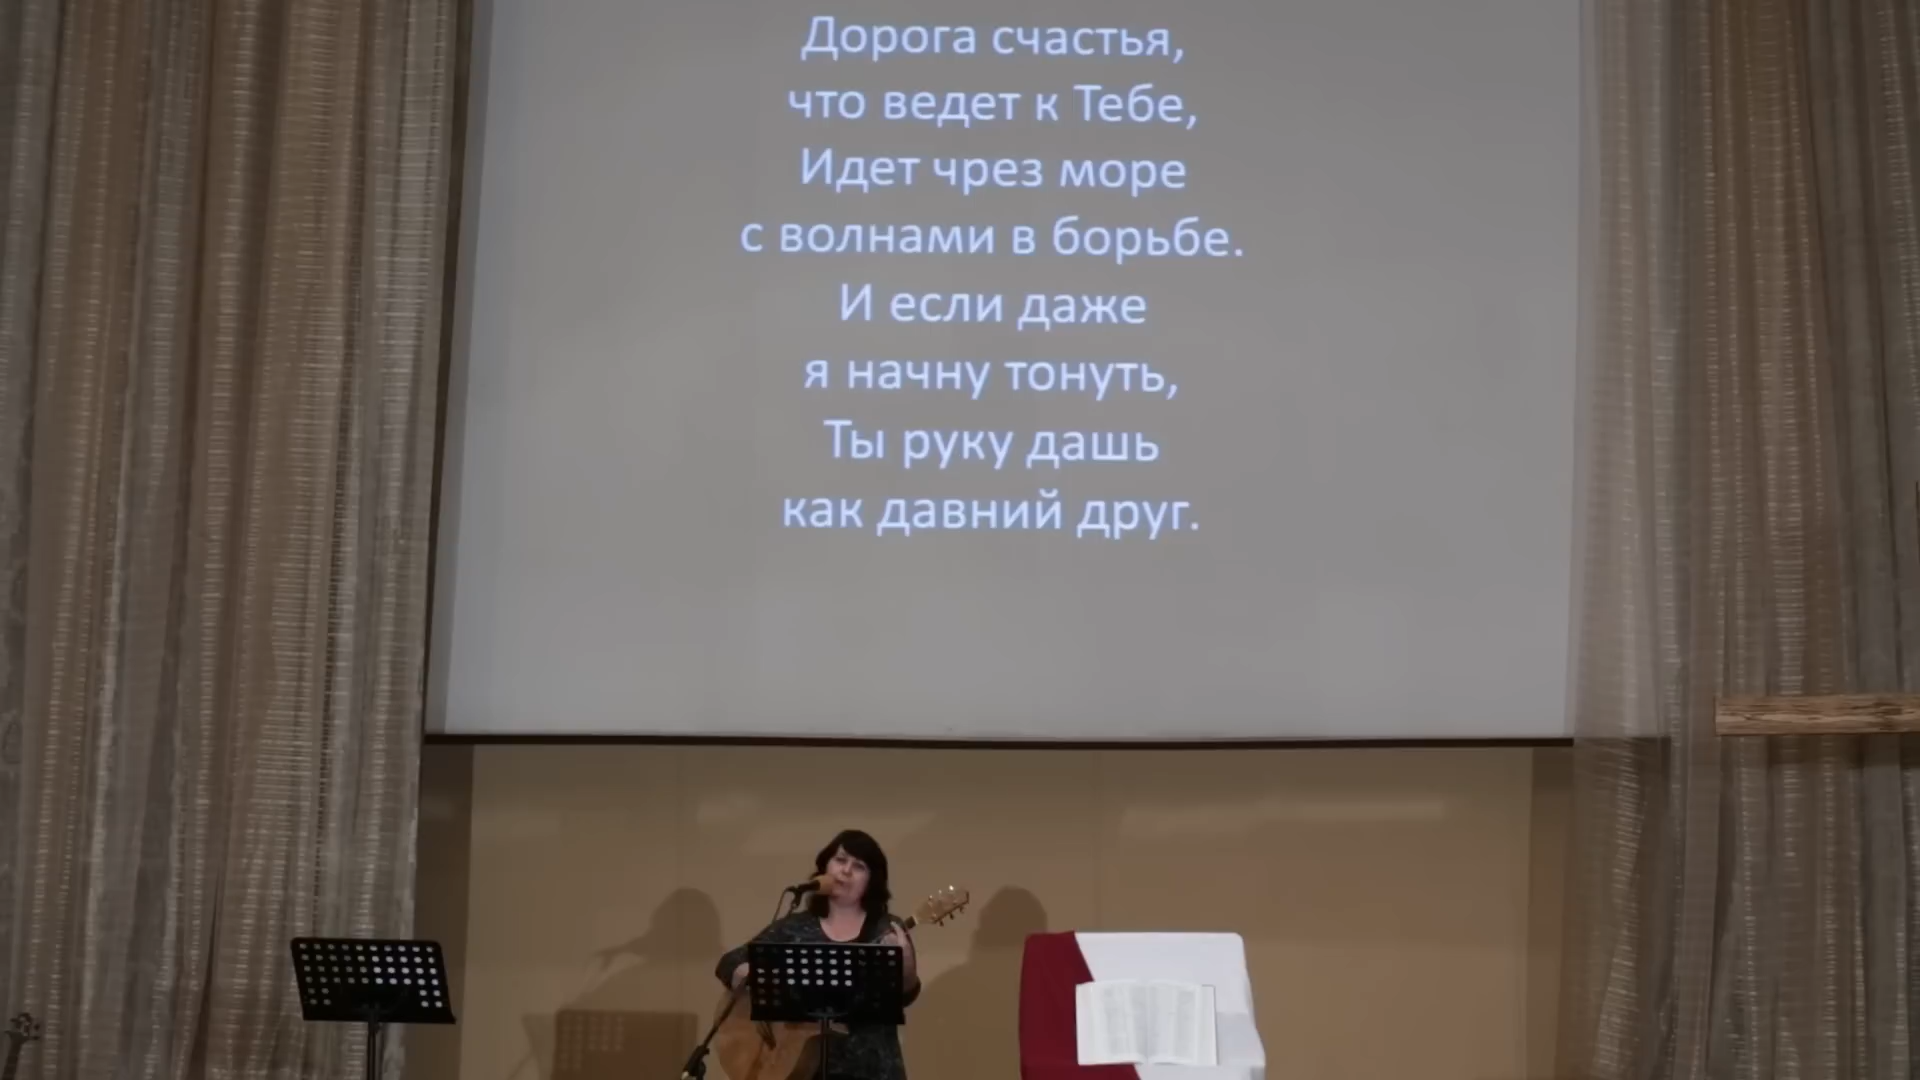 Дорога счастья,
что ведет к Тебе,
Идет чрез море
с волнами в борьбе.
И если даже
я начну тонуть,
Ты руку дашь
как давний друг.